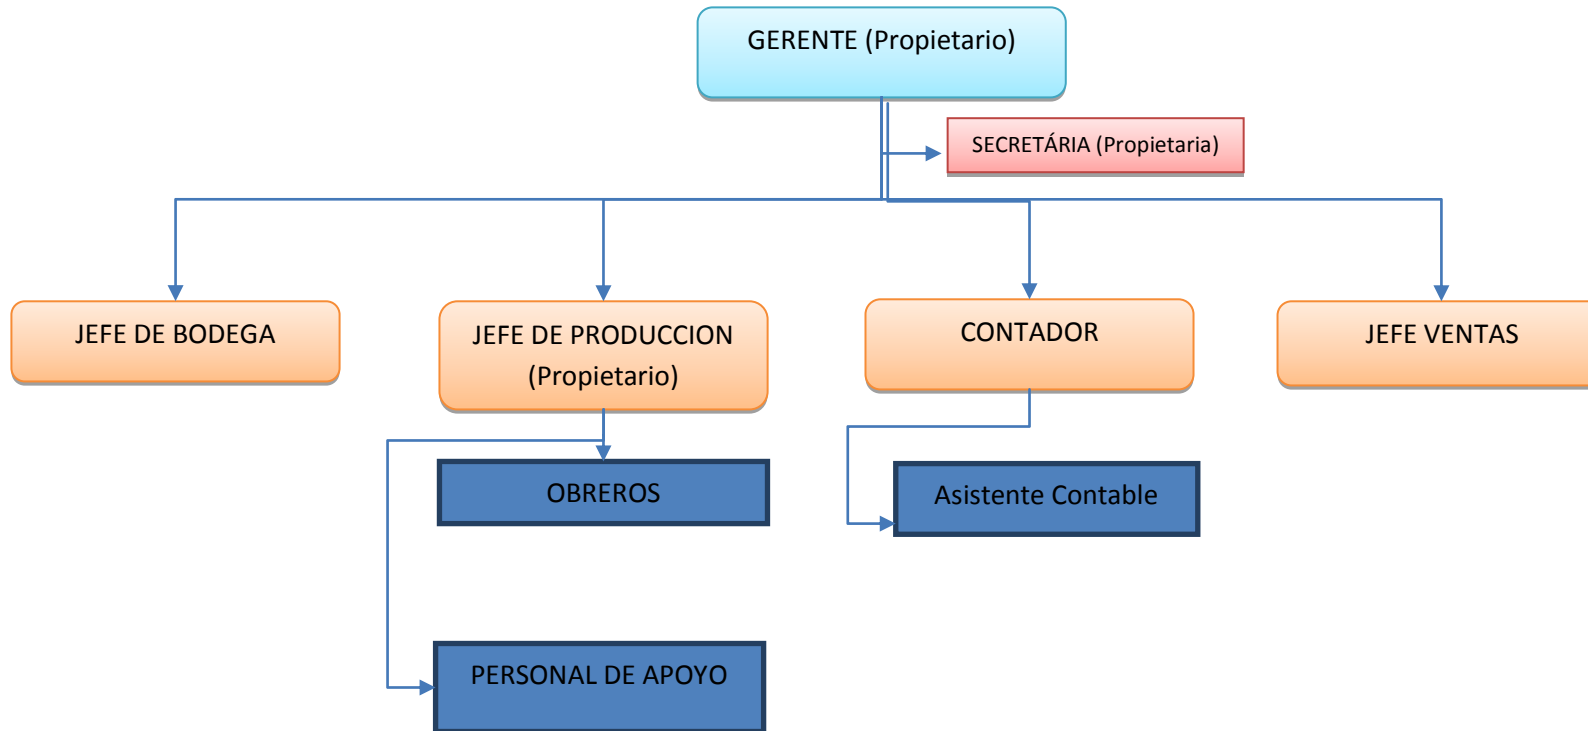 GERENTE (Propietario)
SECRETÁRIA (Propietaria)
JEFE DE BODEGA
JEFE DE PRODUCCION
(Propietario)
CONTADOR
JEFE VENTAS
OBREROS
Asistente Contable
PERSONAL DE APOYO